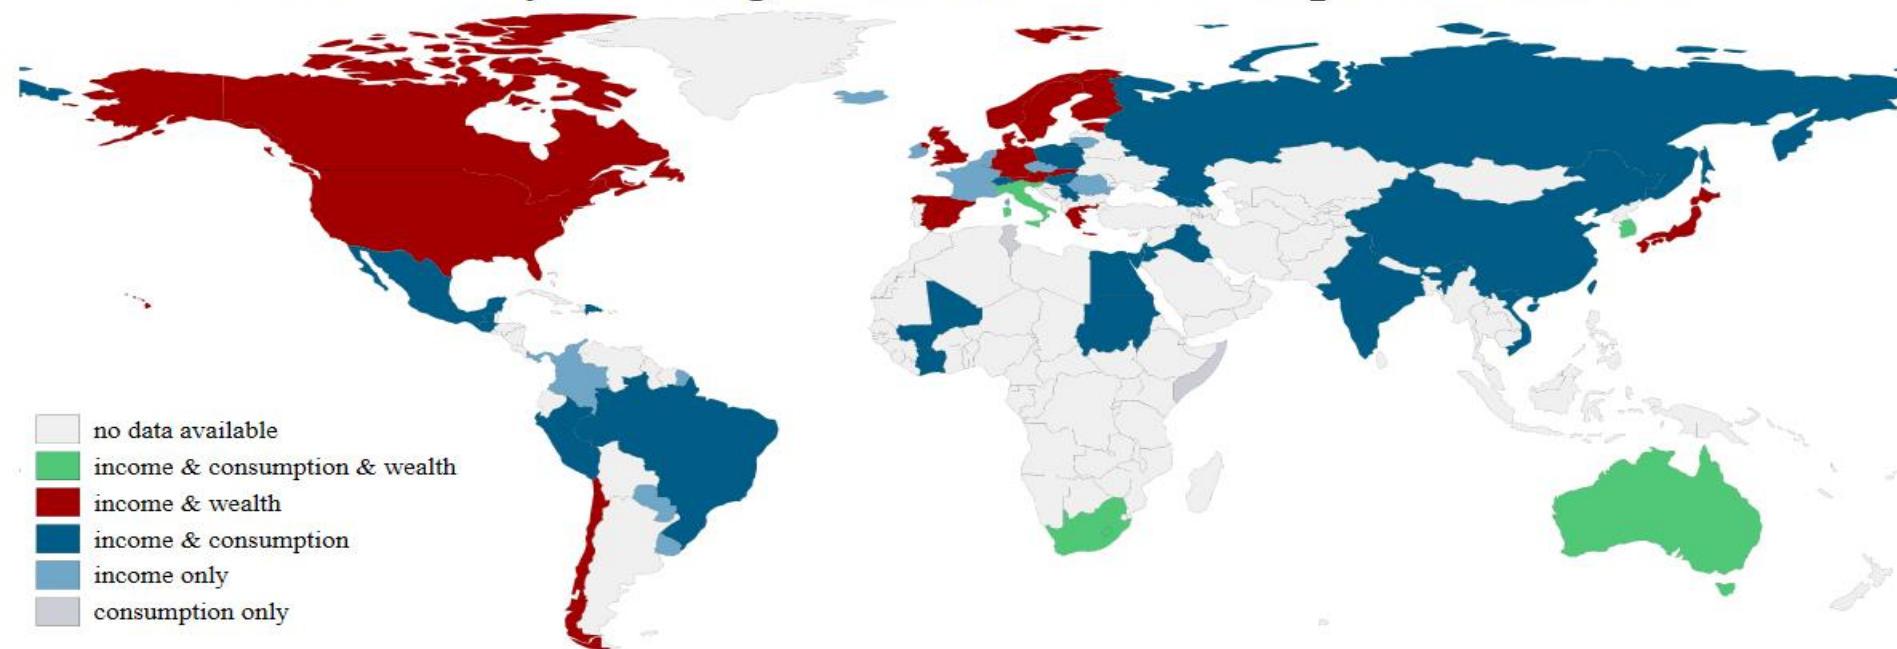 no data available
income & consumption & wealth
income & wealth
income & consumption
income only
consumption only